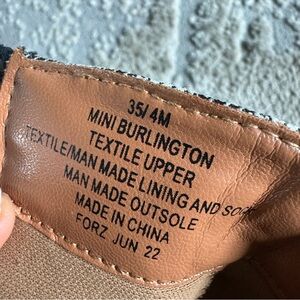 35/ 4M
MINI BURLINGTON
TEXTILE UPPER
TEXTILE/MAN MADE LINING AND
MAN MADE OUTSOLE
MADE IN CHINA
FORZ JUN 22